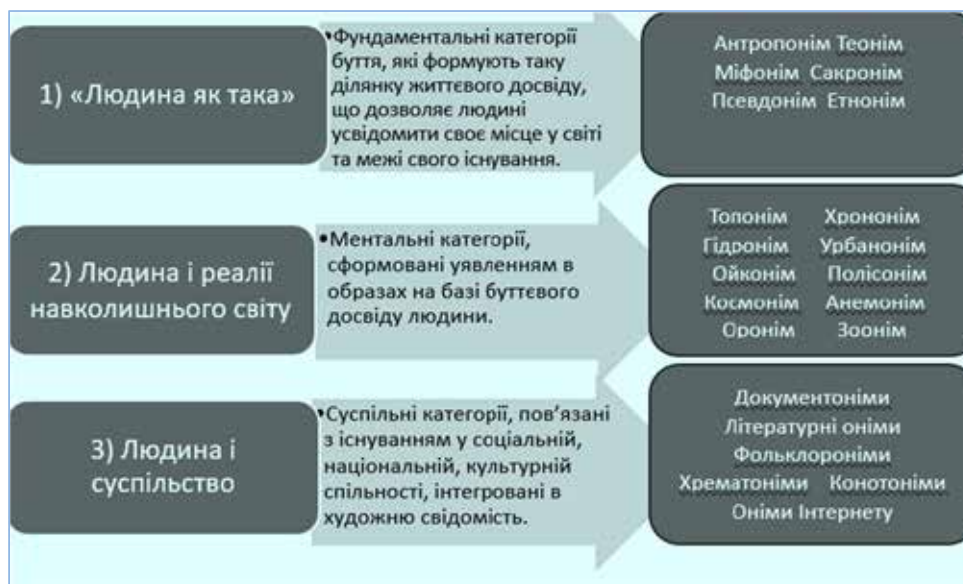 1) «Людина як така»
•Фундаментальні категорії
буття, які формують таку
ділянку життєвого досвіду,
що дозволяє людині
усвідомити своє місце у світі
та межі свого існування.
Антропонім Теонім
Міфонім Сакронім
Псевдонім Етнонім
2) Людина і реалії
навколишнього світу
•Ментальні категорії,
сформовані уявленням в
образах на базі буттєвого
досвіду людини.
Топонім Хрононім
Гідронім Урбанонім
Ойконім Полісонім
Космонім Анемонім
Оронім Зоонім
3) Людина і
суспільство
•Суспільні категорії, пов’язані
з існуванням у соціальній,
національній, культурній
спільності, інтегровані в
художню свідомість.
Документоніми
Літературні оніми
Фольклороніми
Хрематоніми Конотоніми
Оніми Інтернету